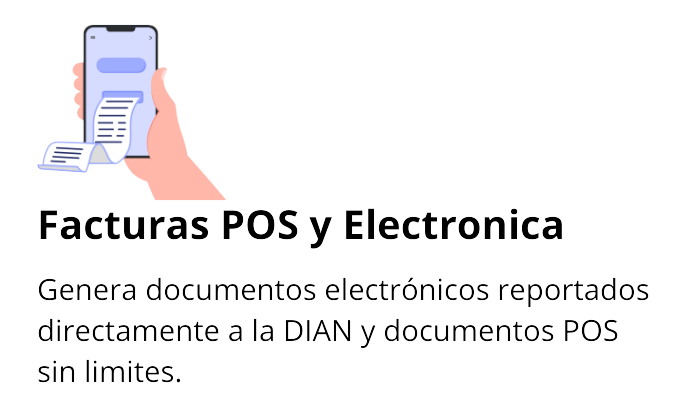 Facturas POS y Electronica
Genera documentos electrónicos reportados
directamente a la DIAN y documentos POS
sin limites.